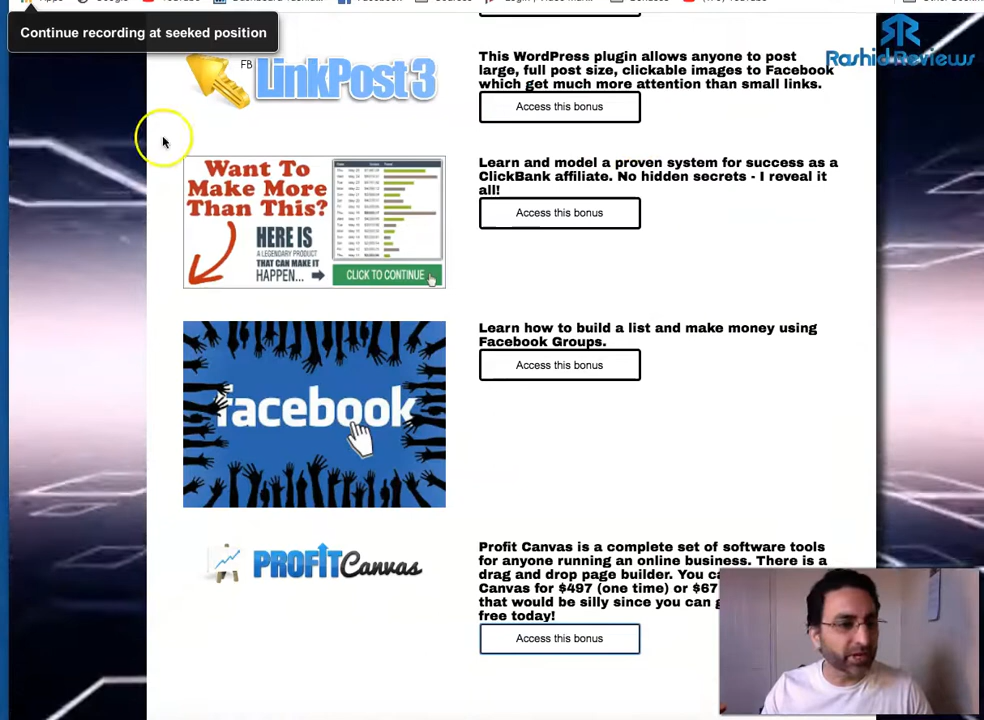 Apps Google YouTube Facebook
Continue recording at seeked position
RashidReviews
FB LinkPost 3
This WordPress plugin allows anyone to post
large, full post size, clickable images to Facebook
which get much more attention than small links.
Access this bonus
Want To
Make More
Than This?
HERE IS
A LEGENDARY PRODUCT
THAT CAN MAKE IT
HAPPEN...
CLICK TO CONTINUE
Learn and model a proven system for success as a
ClickBank affiliate. No hidden secrets - I reveal it
all!
Access this bonus
facebook
Learn how to build a list and make money using
Facebook Groups.
Access this bonus
PROFIT Canvas
Profit Canvas is a complete set of software tools
for anyone running an online business. There is a
drag and drop page builder. You
Canvas for $497 (one time) or $67
that would be silly since you can
free today!
Access this bonus